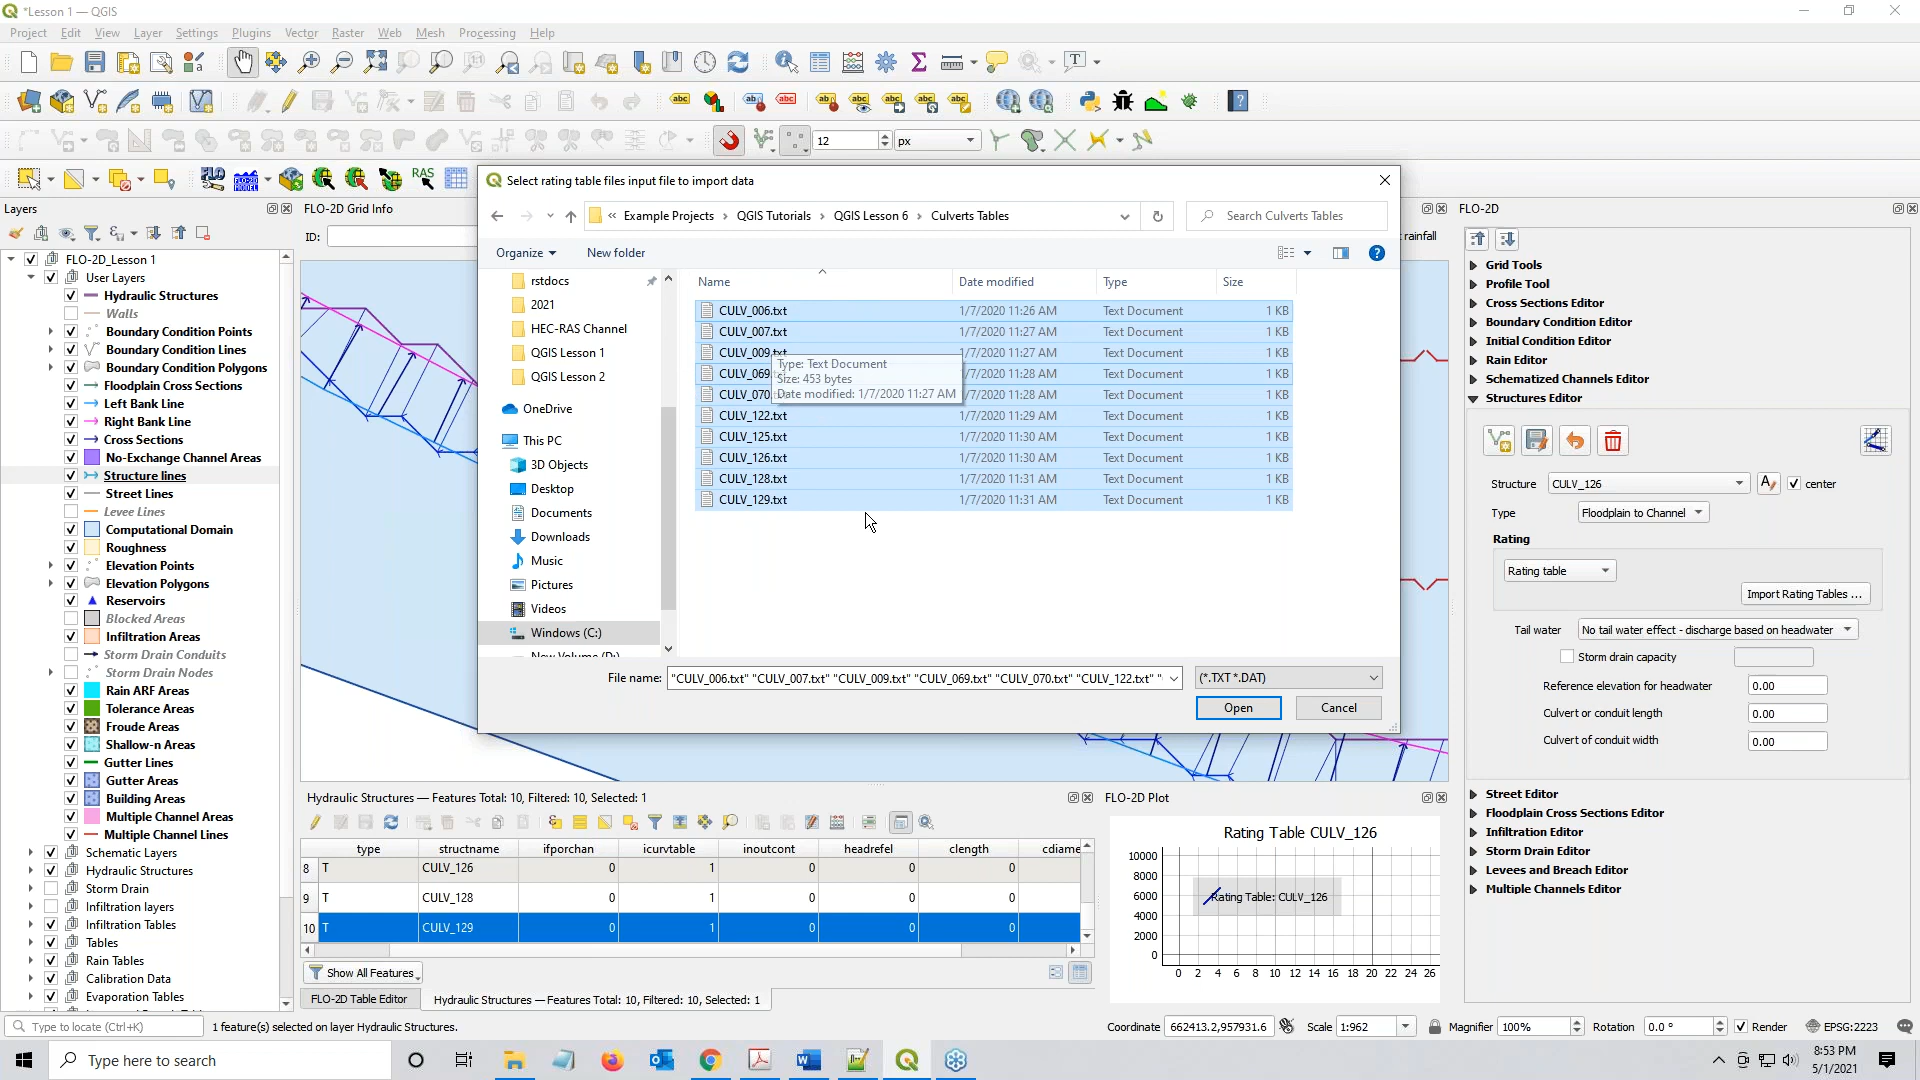 *Lesson 1 — QGIS
Project Edit View Layer Settings Plugins Vector Raster Web Mesh Processing Help
12 px
FLO RAS
Layers
FLO-2D_Lesson 1
User Layers
Hydraulic Structures
Walls
Boundary Condition Points
Boundary Condition Lines
Boundary Condition Polygons
Floodplain Cross Sections
Left Bank Line
Right Bank Line
Cross Sections
No-Exchange Channel Areas
Structure lines
Street Lines
Levee Lines
Computational Domain
Roughness
Elevation Points
Elevation Polygons
Reservoirs
Blocked Areas
Infiltration Areas
Storm Drain Conduits
Storm Drain Nodes
Rain ARF Areas
Tolerance Areas
Froude Areas
Shallow-n Areas
Gutter Lines
Gutter Areas
Building Areas
Multiple Channel Areas
Multiple Channel Lines
Schematic Layers
Hydraulic Structures
Storm Drain
Infiltration layers
Infiltration Tables
Tables
Rain Tables
Calibration Data
Evaporation Tables
FLO-2D Grid Info
ID:
rainfall
Select rating table files input file to import data
« Example Projects › QGIS Tutorials › QGIS Lesson 6 › Culverts Tables
Search Culverts Tables
Organize New folder
rstdocs
2021
HEC-RAS Channel
QGIS Lesson 1
QGIS Lesson 2
OneDrive
This PC
3D Objects
Desktop
Documents
Downloads
Music
Pictures
Videos
Windows (C:)
Name Date modified Type Size
CULV_006.txt 1/7/2020 11:26 AM Text Document 1 KB
CULV_007.txt 1/7/2020 11:27 AM Text Document 1 KB
CULV_009.txt 1/7/2020 11:27 AM Text Document 1 KB
CULV_069. 1/7/2020 11:28 AM Text Document 1 KB
CULV_070. 1/7/2020 11:28 AM Text Document 1 KB
CULV_122.txt 1/7/2020 11:29 AM Text Document 1 KB
CULV_125.txt 1/7/2020 11:30 AM Text Document 1 KB
CULV_126.txt 1/7/2020 11:30 AM Text Document 1 KB
CULV_128.txt 1/7/2020 11:31 AM Text Document 1 KB
CULV_129.txt 1/7/2020 11:31 AM Text Document 1 KB
Type: Text Document
Size: 453 bytes
Date modified: 1/7/2020 11:27 AM
File name: "CULV_006.txt" "CULV_007.txt" "CULV_009.txt" "CULV_069.txt" "CULV_070.txt" "CULV_122.txt" " (*.TXT *.DAT)
Open Cancel
FLO-2D
Grid Tools
Profile Tool
Cross Sections Editor
Boundary Condition Editor
Initial Condition Editor
Rain Editor
Schematized Channels Editor
Structures Editor
Structure CULV_126 center
Type Floodplain to Channel
Rating
Rating table
Import Rating Tables ...
Tail water No tail water effect - discharge based on headwater
Storm drain capacity
Reference elevation for headwater 0.00
Culvert or conduit length 0.00
Culvert of conduit width 0.00
Street Editor
Floodplain Cross Sections Editor
Infiltration Editor
Storm Drain Editor
Levees and Breach Editor
Multiple Channels Editor
Hydraulic Structures — Features Total: 10, Filtered: 10, Selected: 1
type structname ifporchan icurvtable inoutcont headrefel clength cdiame
8 T CULV_126 0 1 0 0 0
9 T CULV_128 0 1 0 0 0
10 T CULV_129 0 1 0 0 0
Show All Features
FLO-2D Table Editor Hydraulic Structures — Features Total: 10, Filtered: 10, Selected: 1
FLO-2D Plot
Rating Table CULV_126
10000
8000
6000
4000
2000
0
Rating Table: CULV_126
0 2 4 6 8 10 12 14 16 18 20 22 24 26
Type to locate (Ctrl+K) 1 feature(s) selected on layer Hydraulic Structures. Coordinate 662413.2,957931.6 Scale 1:962 Magnifier 100% Rotation 0.0 ° Render EPSG:2223
Type here to search
8:53 PM
5/1/2021